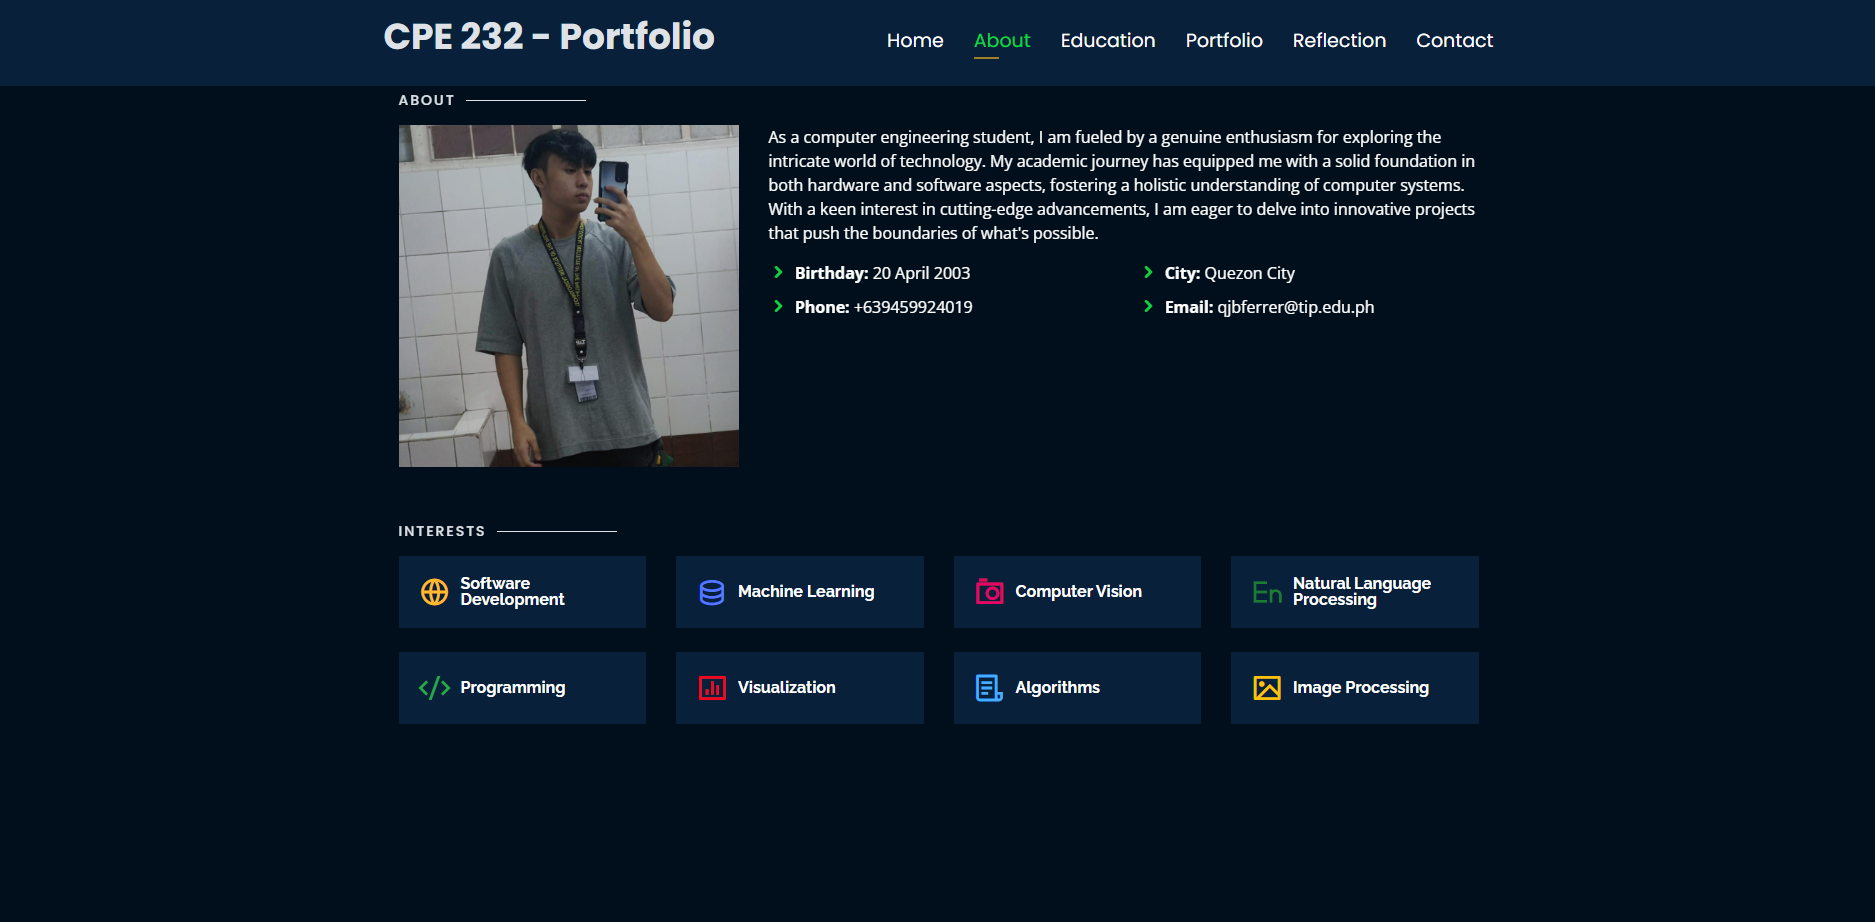 CPE 232 - Portfolio
Home About Education Portfolio Reflection Contact
ABOUT
As a computer engineering student, I am fueled by a genuine enthusiasm for exploring the
intricate world of technology. My academic journey has equipped me with a solid foundation in
both hardware and software aspects, fostering a holistic understanding of computer systems.
With a keen interest in cutting-edge advancements, I am eager to delve into innovative projects
that push the boundaries of what's possible.
Birthday: 20 April 2003
City: Quezon City
Phone: +639459924019
Email: qjbferrer@tip.edu.ph
INTERESTS
Software
Development
Machine Learning
Computer Vision
En
Natural Language
Processing
</> Programming
Visualization
Algorithms
Image Processing